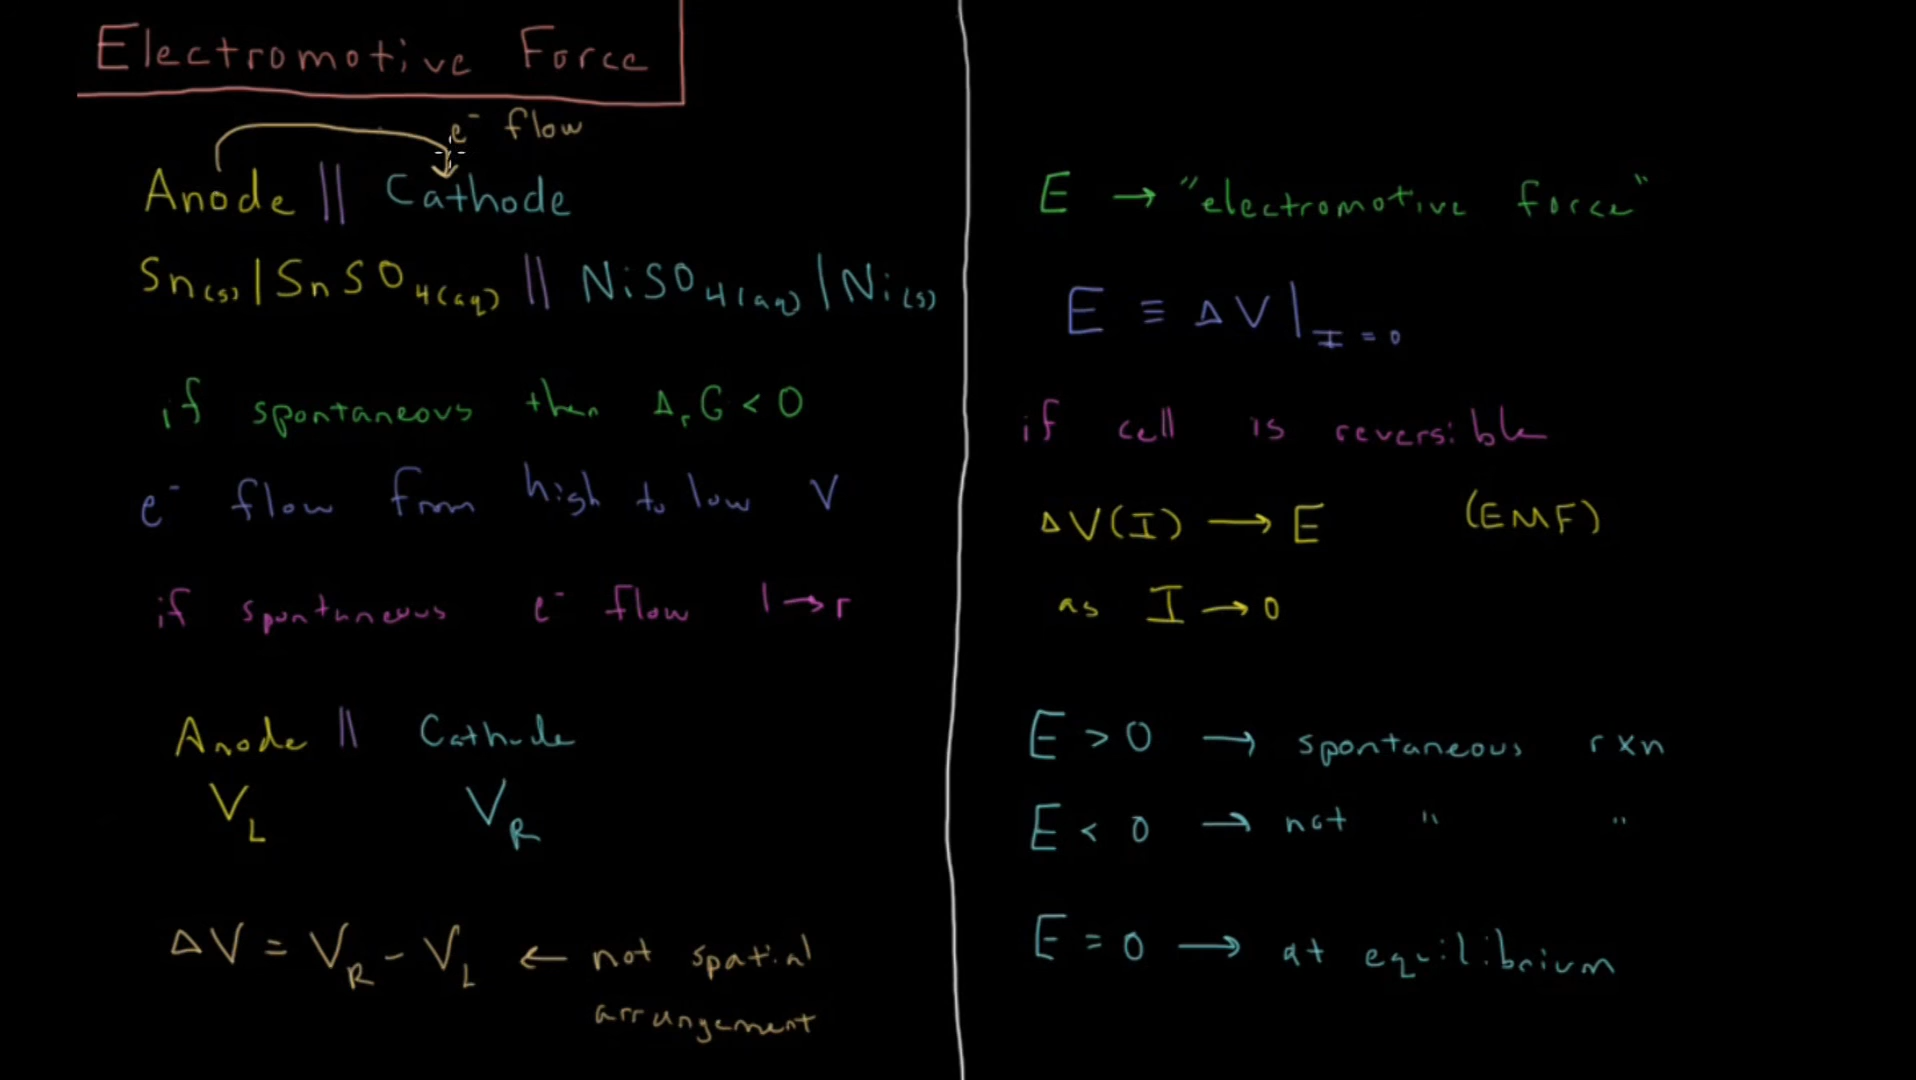 Electromotive Force
e⁻ flow
Anode || Cathode
Sn(s)|SnSO4(aq) || NiSO4(aq)|Ni(s)
if spontaneous then ΔrG < 0
e⁻ flow from high to low V
if spontaneous e⁻ flow l → r
Anode || Cathode
VL VR
ΔV = VR - VL ← not spatial
arrangement
E → "electromotive force"
E ≡ ΔV|I=0
if cell is reversible
ΔV(I) → E (EMF)
as I → 0
E > 0 → spontaneous rxn
E < 0 → not " "
E = 0 → at equilibrium